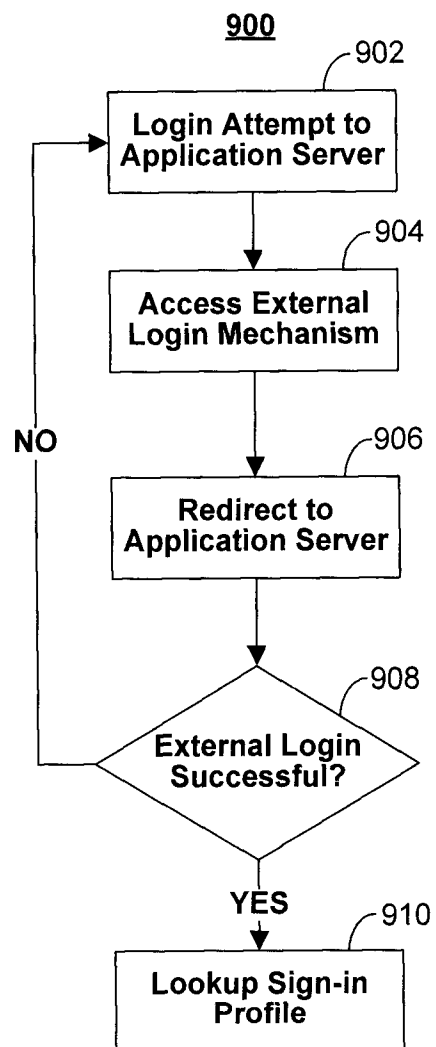 900
902
Login Attempt to
Application Server
904
Access External
Login Mechanism
906
Redirect to
Application Server
NO
908
External Login
Successful?
YES
910
Lookup Sign-in
Profile